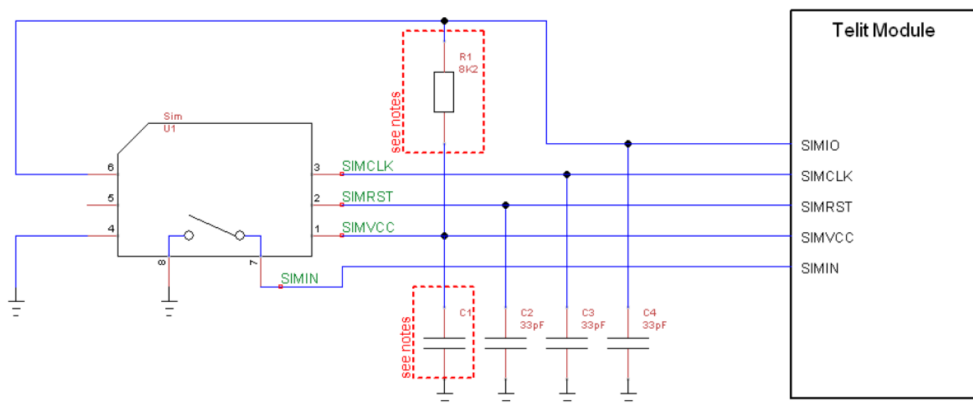 Telit Module
R1
8K2
see notes
Sim
U1
SIMIO
6
3
SIMCLK
SIMCLK
5
2
SIMRST
SIMRST
4
1
SIMVCC
SIMVCC
8
7
SIMIN
SIMIN
see notes
C1
C2
33pF
C3
33pF
C4
33pF